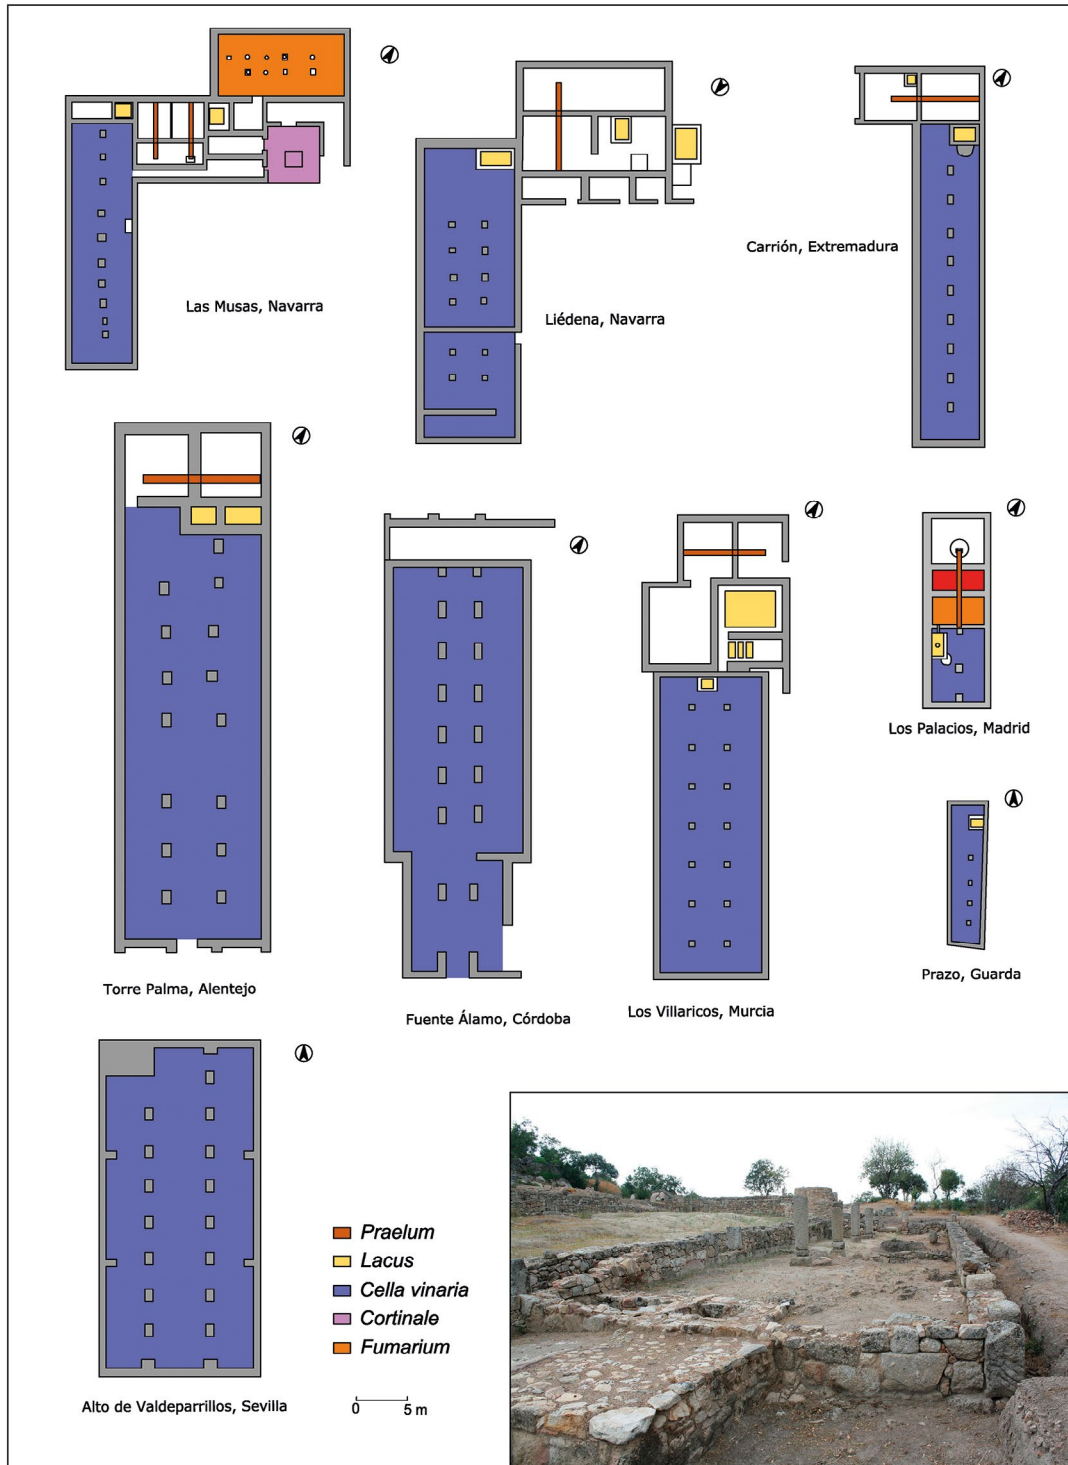 Las Musas, Navarra
Liédena, Navarra
Carrión, Extremadura
Torre Palma, Alentejo
Fuente Álamo, Córdoba
Los Villaricos, Murcia
Los Palacios, Madrid
Prazo, Guarda
Alto de Valdeparrillos, Sevilla
Praelum
Lacus
Cella vinaria
Cortinale
Fumarium
0 5 m